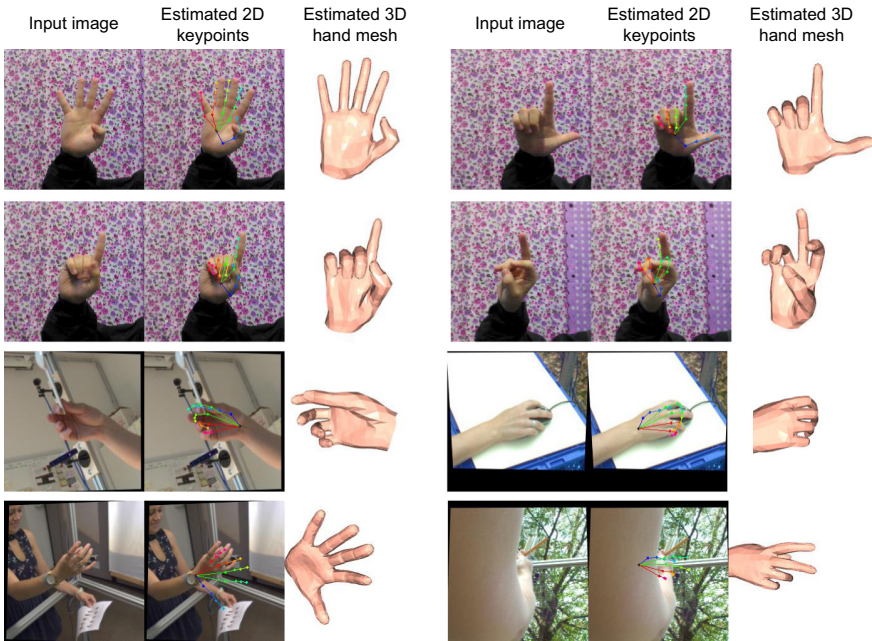 Input image
Estimated 2D
keypoints
Estimated 3D
hand mesh
Input image
Estimated 2D
keypoints
Estimated 3D
hand mesh